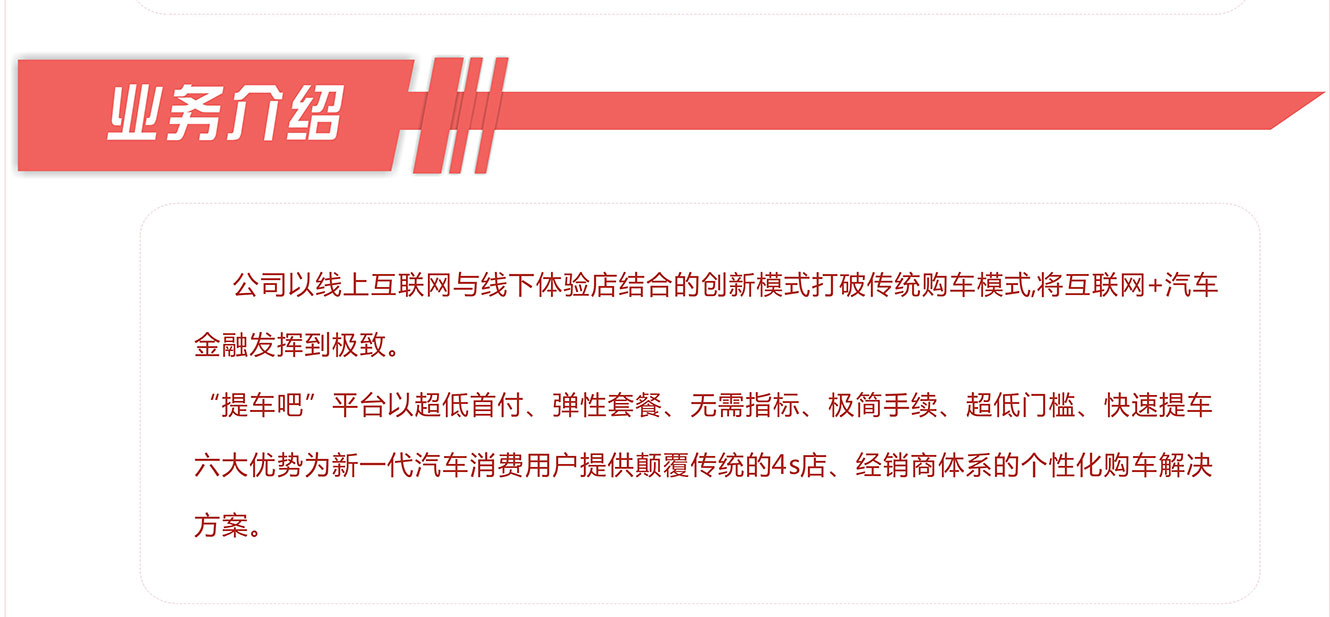 业务介绍
公司以线上互联网与线下体验店结合的创新模式打破传统购车模式,将互联网+汽车
金融发挥到极致。
“提车吧”平台以超低首付、弹性套餐、无需指标、极简手续、超低门槛、快速提车
六大优势为新一代汽车消费用户提供颠覆传统的4s店、经销商体系的个性化购车解决
方案。